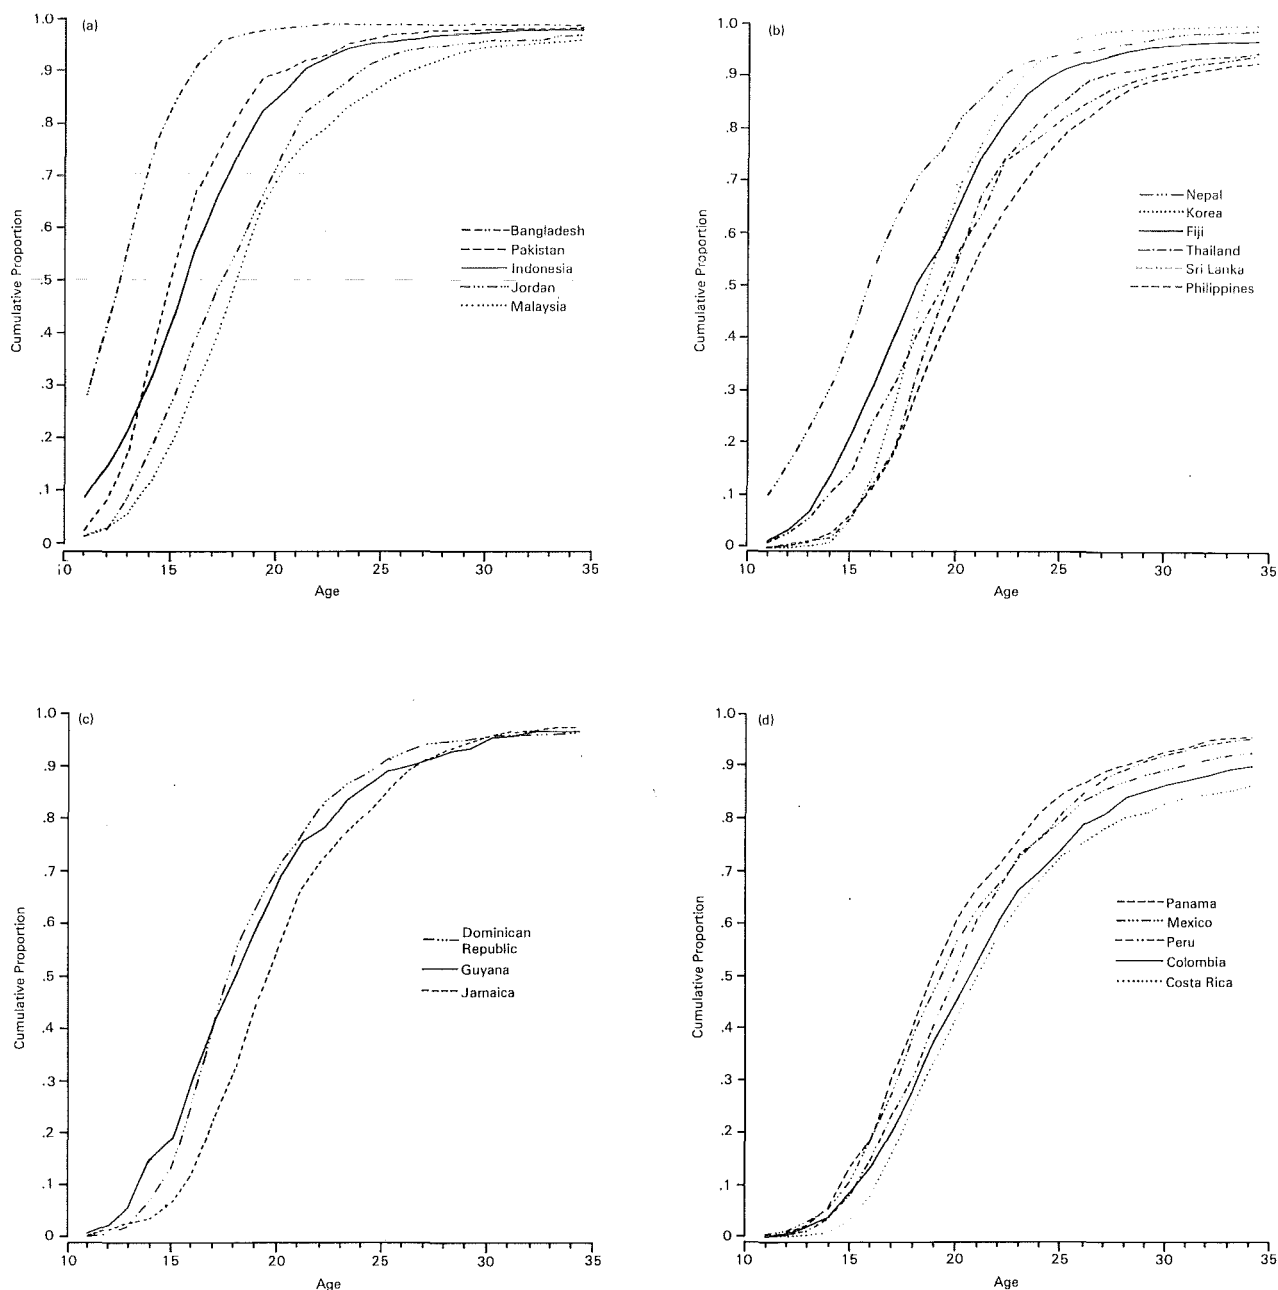 (a)
1.0
.9
.8
.7
.6
.5
.4
.3
.2
.1
0
Cumulative Proportion
10 15 20 25 30 35
Age
Bangladesh
Pakistan
Indonesia
Jordan
Malaysia
(b)
1.0
.9
.8
.7
.6
.5
.4
.3
.2
.1
0
Cumulative Proportion
10 15 20 25 30 35
Age
Nepal
Korea
Fiji
Thailand
Sri Lanka
Philippines
(c)
1.0
.9
.8
.7
.6
.5
.4
.3
.2
.1
0
Cumulative Proportion
10 15 20 25 30 35
Age
Dominican
Republic
Guyana
Jamaica
(d)
1.0
.9
.8
.7
.6
.5
.4
.3
.2
.1
0
Cumulative Proportion
10 15 20 25 30 35
Age
Panama
Mexico
Peru
Colombia
Costa Rica